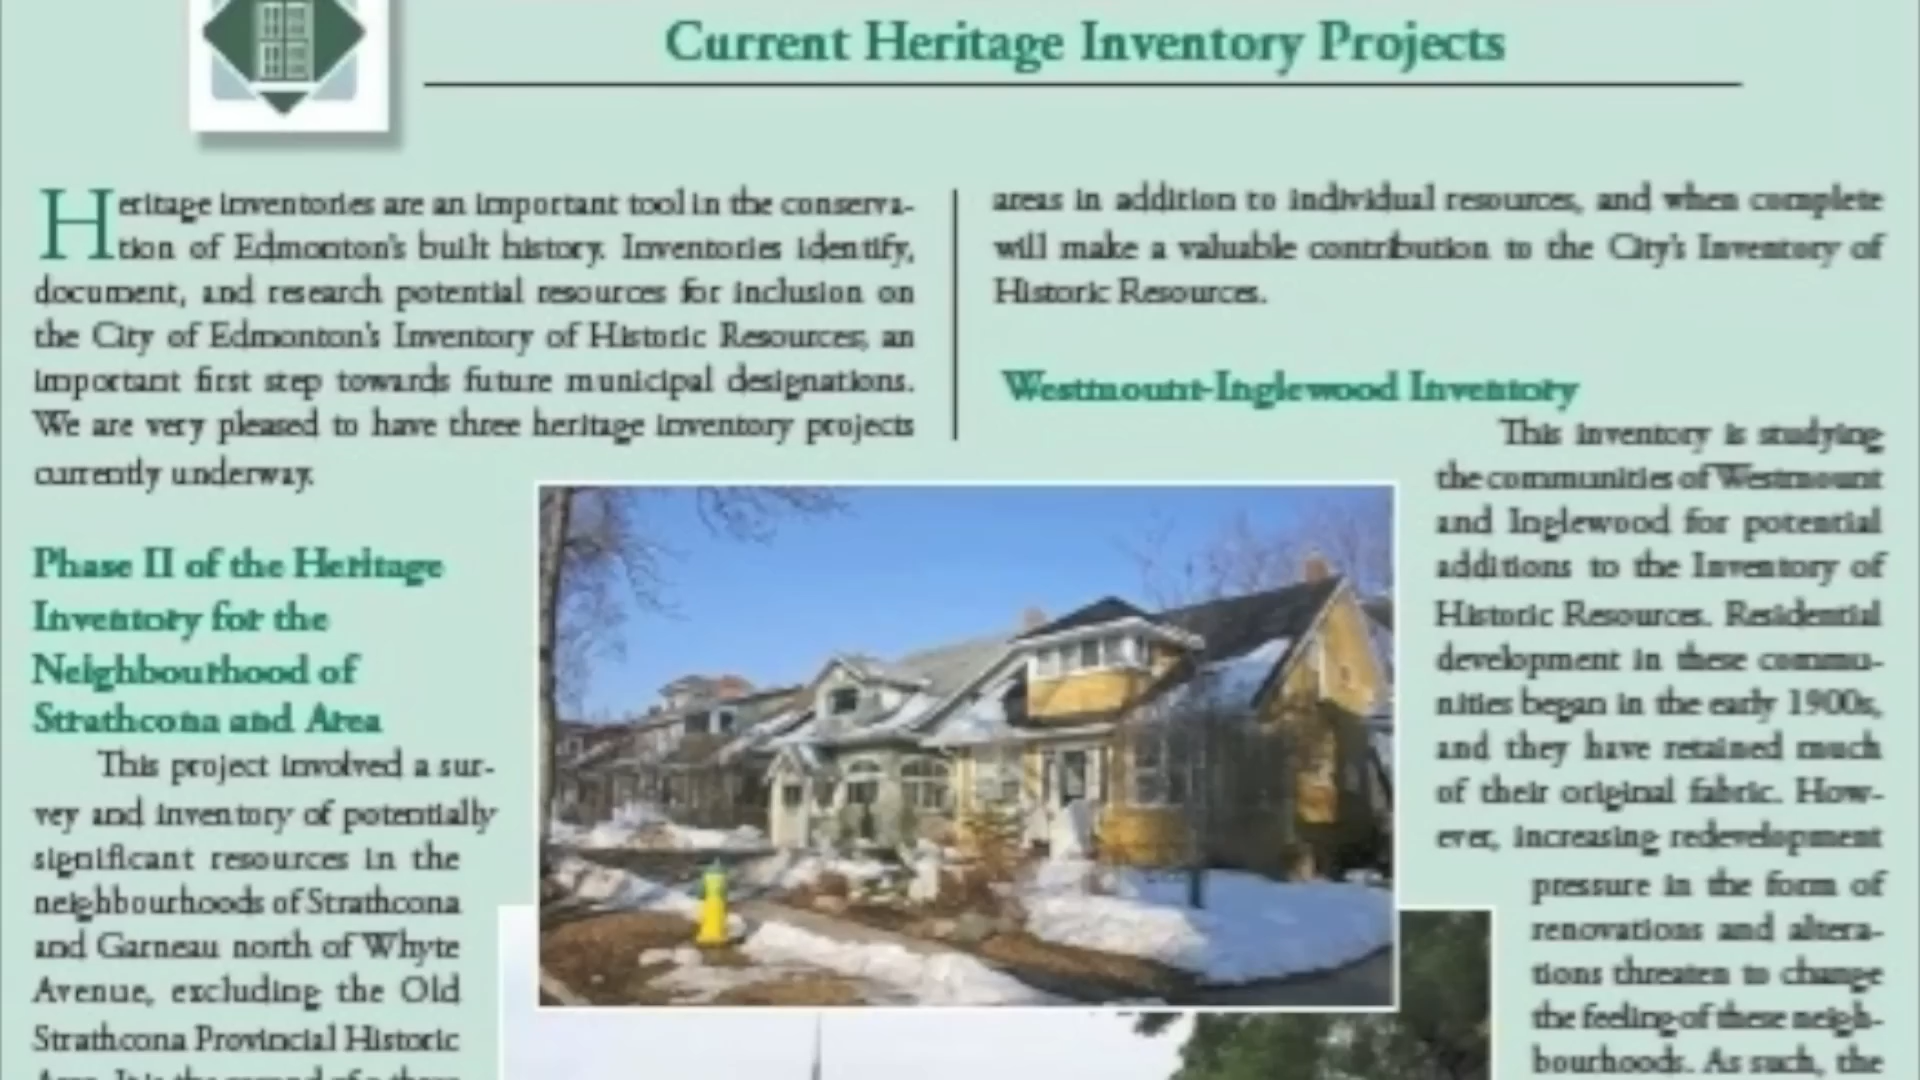 Current Heritage Inventory Projects
Heritage inventories are an important tool in the conserva-
tion of Edmonton's built history. Inventories identify,
document, and research potential resources for inclusion on
the City of Edmonton's Inventory of Historic Resources; an
important first step towards future municipal designations.
We are very pleased to have three heritage inventory projects
currently underway.
Phase II of the Heritage
Inventory for the
Neighbourhood of
Strathcona and Area
This project involved a sur-
vey and inventory of potentially
significant resources in the
neighbourhoods of Strathcona
and Garneau north of Whyte
Avenue, excluding the Old
Strathcona Provincial Historic
areas in addition to individual resources, and when complete
will make a valuable contribution to the City's Inventory of
Historic Resources.
Westmount-Inglewood Inventory
This inventory is studying
the communities of Westmount
and Inglewood for potential
additions to the Inventory of
Historic Resources. Residential
development in these commu-
nities began in the early 1900s,
and they have retained much
of their original fabric. How-
ever, increasing redevelopment
pressure in the form of
renovations and altera-
tions threaten to change
the feeling of these neigh-
bourhoods. As such, the